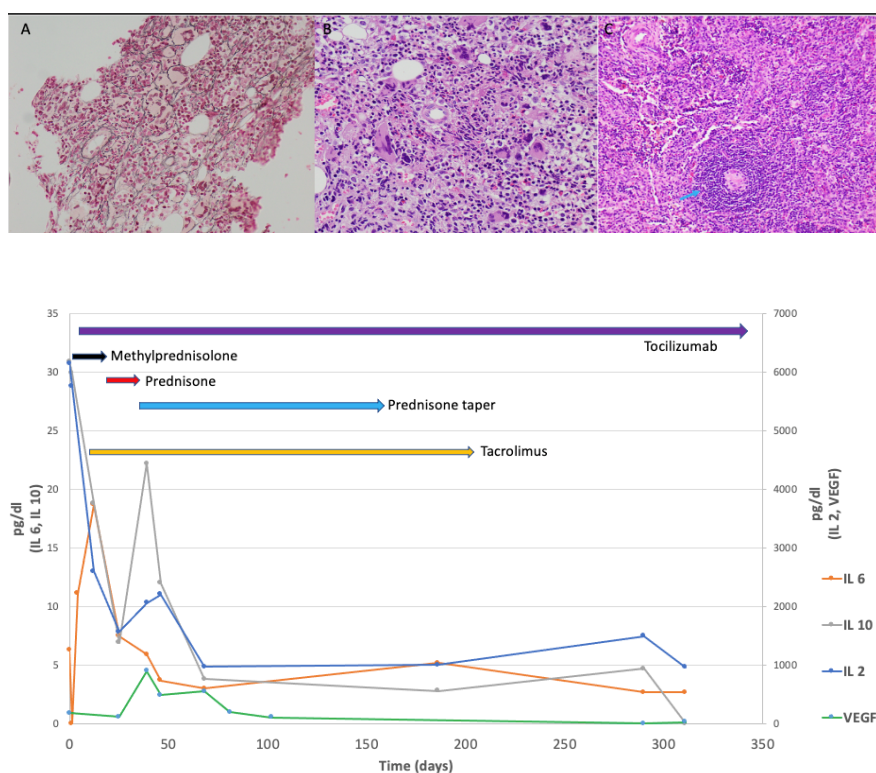 A
B
C
35
30
25
20
15
10
5
0
pg/dl
(IL 6, IL 10)
7000
6000
5000
4000
3000
2000
1000
0
pg/dl
(IL 2, VEGF)
Tocilizumab
Methylprednisolone
Prednisone
Prednisone taper
Tacrolimus
IL 6
IL 10
IL 2
VEGF
0 50 100 150 200 250 300 350
Time (days)